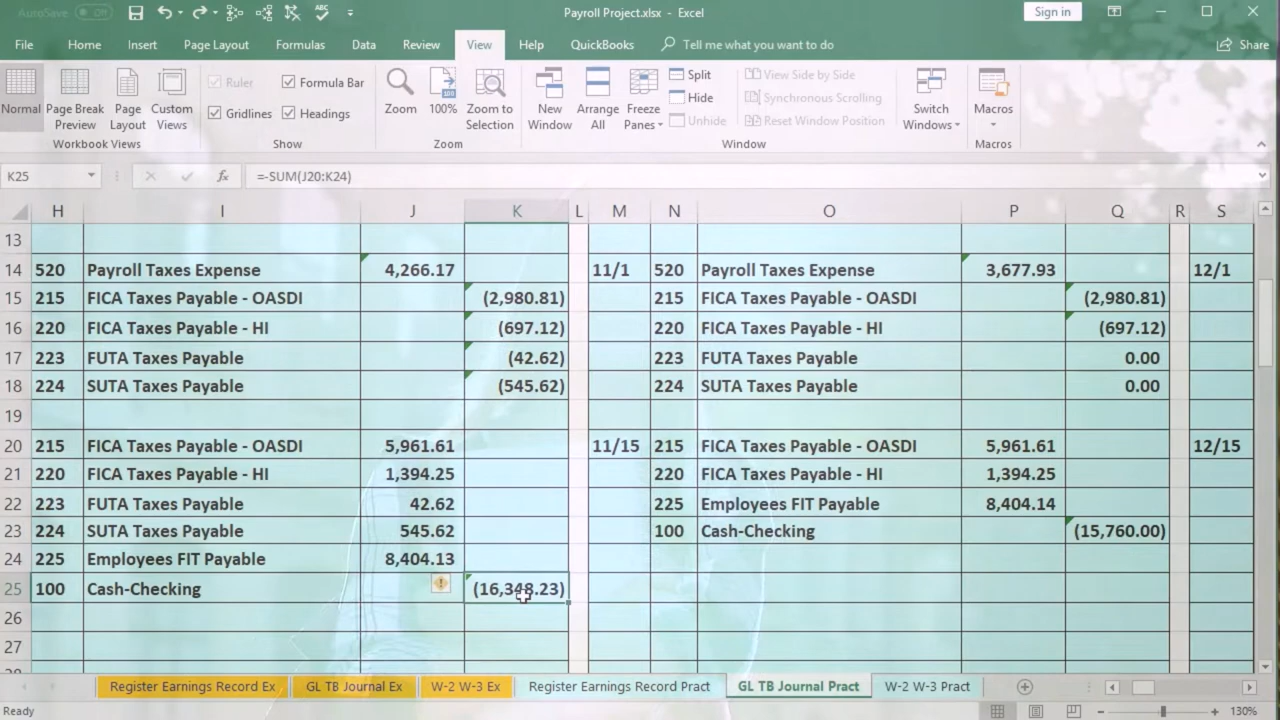 AutoSave Off Payroll Project.xlsx - Excel Sign in
File Home Insert Page Layout Formulas Data Review View Help QuickBooks Tell me what you want to do Share
Normal Page Break Preview Page Layout Custom Views
Workbook Views
Ruler Formula Bar
Gridlines Headings
Show
Zoom 100% Zoom to Selection
Zoom
New Window Arrange All Freeze Panes
Split
Hide
Unhide
View Side by Side
Synchronous Scrolling
Reset Window Position
Window
Switch Windows
Macros
Macros
K25 fx =-SUM(J20:K24)
H I J K L M N O P Q R S
13
14 520 Payroll Taxes Expense 4,266.17 11/1 520 Payroll Taxes Expense 3,677.93 12/1
15 215 FICA Taxes Payable - OASDI (2,980.81) 215 FICA Taxes Payable - OASDI (2,980.81)
16 220 FICA Taxes Payable - HI (697.12) 220 FICA Taxes Payable - HI (697.12)
17 223 FUTA Taxes Payable (42.62) 223 FUTA Taxes Payable 0.00
18 224 SUTA Taxes Payable (545.62) 224 SUTA Taxes Payable 0.00
19
20 215 FICA Taxes Payable - OASDI 5,961.61 11/15 215 FICA Taxes Payable - OASDI 5,961.61 12/15
21 220 FICA Taxes Payable - HI 1,394.25 220 FICA Taxes Payable - HI 1,394.25
22 223 FUTA Taxes Payable 42.62 225 Employees FIT Payable 8,404.14
23 224 SUTA Taxes Payable 545.62 100 Cash-Checking (15,760.00)
24 225 Employees FIT Payable 8,404.13
25 100 Cash-Checking (16,348.23)
26
27
Register Earnings Record Ex GL TB Journal Ex W-2 W-3 Ex Register Earnings Record Pract GL TB Journal Pract W-2 W-3 Pract
Ready 130%